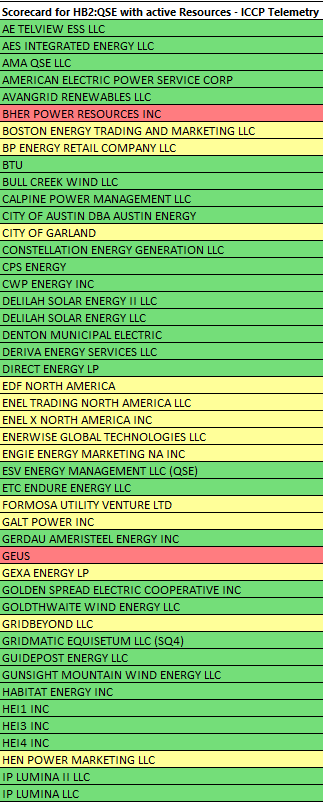 Scorecard for HB2:QSE with active Resources - ICCP Telemetry
AE TELVIEW ESS LLC
AES INTEGRATED ENERGY LLC
AMA QSE LLC
AMERICAN ELECTRIC POWER SERVICE CORP
AVANGRID RENEWABLES LLC
BHER POWER RESOURCES INC
BOSTON ENERGY TRADING AND MARKETING LLC
BP ENERGY RETAIL COMPANY LLC
BTU
BULL CREEK WIND LLC
CALPINE POWER MANAGEMENT LLC
CITY OF AUSTIN DBA AUSTIN ENERGY
CITY OF GARLAND
CONSTELLATION ENERGY GENERATION LLC
CPS ENERGY
CWP ENERGY INC
DELILAH SOLAR ENERGY II LLC
DELILAH SOLAR ENERGY LLC
DENTON MUNICIPAL ELECTRIC
DERIVA ENERGY SERVICES LLC
DIRECT ENERGY LP
EDF NORTH AMERICA
ENEL TRADING NORTH AMERICA LLC
ENEL X NORTH AMERICA INC
ENERWISE GLOBAL TECHNOLOGIES LLC
ENGIE ENERGY MARKETING NA INC
ESV ENERGY MANAGEMENT LLC (QSE)
ETC ENDURE ENERGY LLC
FORMOSA UTILITY VENTURE LTD
GALT POWER INC
GERDAU AMERISTEEL ENERGY INC
GEUS
GEXA ENERGY LP
GOLDEN SPREAD ELECTRIC COOPERATIVE INC
GOLDTHWAITE WIND ENERGY LLC
GRIDBEYOND LLC
GRIDMATIC EQUISETUM LLC (SQ4)
GUIDEPOST ENERGY LLC
GUNSIGHT MOUNTAIN WIND ENERGY LLC
HABITAT ENERGY INC
HEI1 INC
HEI3 INC
HEI4 INC
HEN POWER MARKETING LLC
IP LUMINA II LLC
IP LUMINA LLC